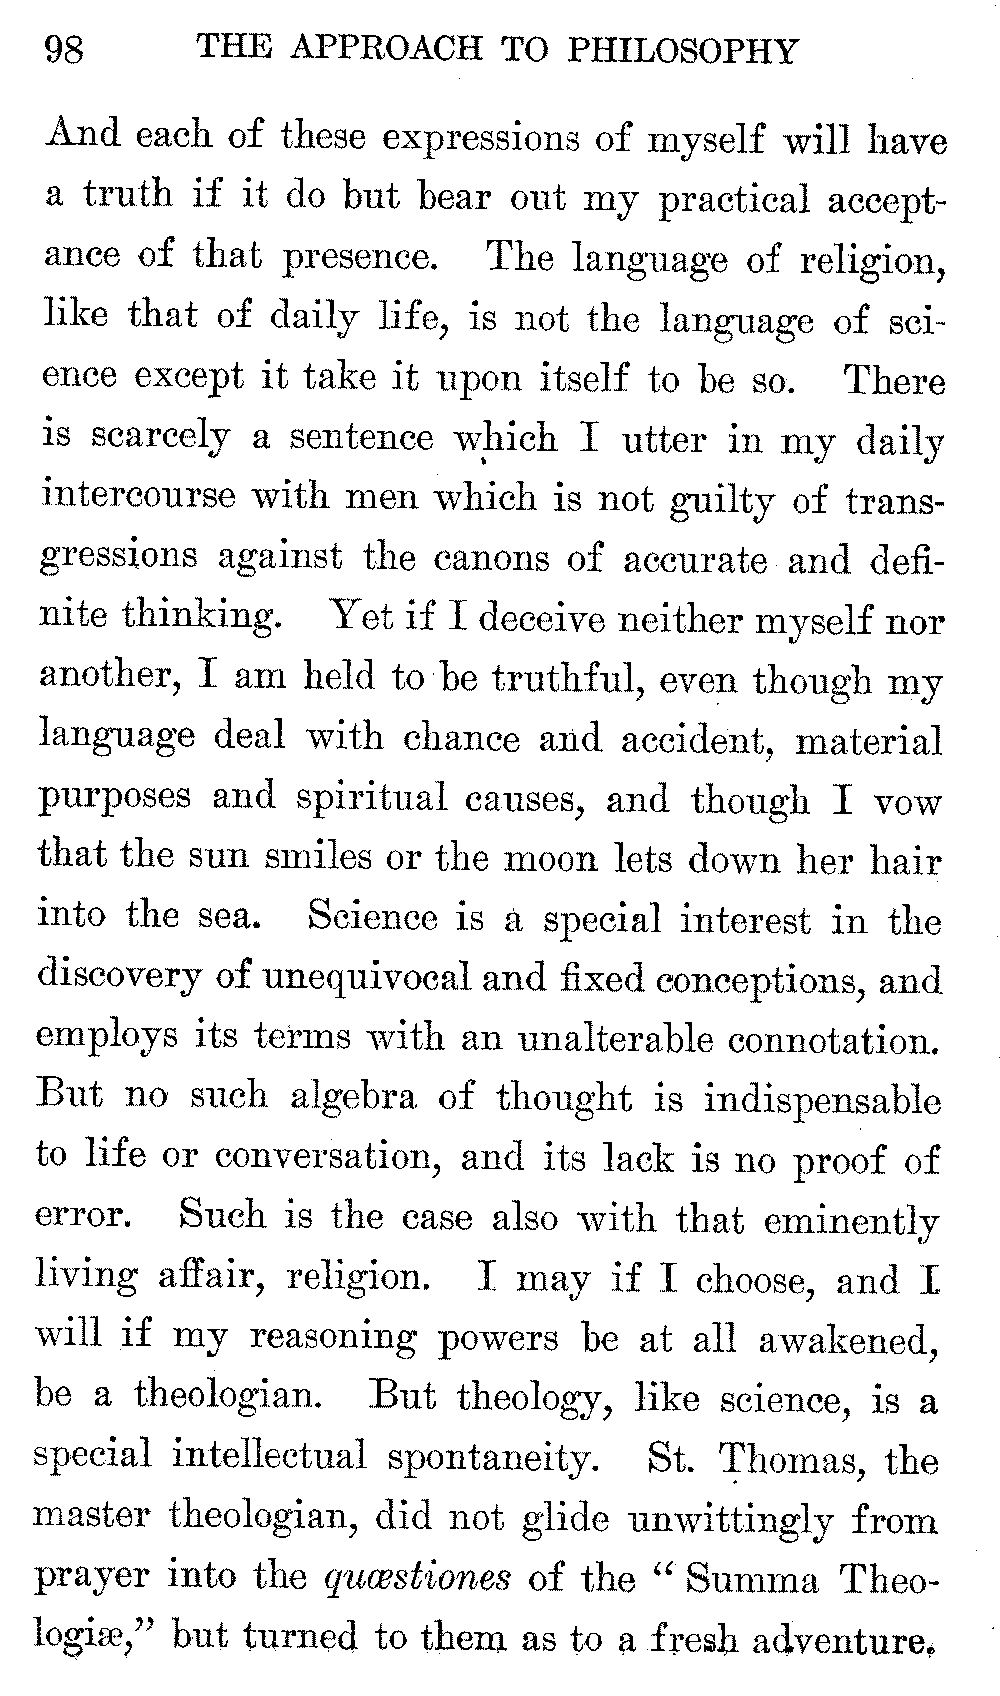 98 THE APPROACH TO PHILOSOPHY
And each of these expressions of myself will have
a truth if it do but bear out my practical accept-
ance of that presence. The language of religion,
like that of daily life, is not the language of sci-
ence except it take it upon itself to be so. There
is scarcely a sentence which I utter in my daily
intercourse with men which is not guilty of trans-
gressions against the canons of accurate and defi-
nite thinking. Yet if I deceive neither myself nor
another, I am held to be truthful, even though my
language deal with chance and accident, material
purposes and spiritual causes, and though I vow
that the sun smiles or the moon lets down her hair
into the sea. Science is a special interest in the
discovery of unequivocal and fixed conceptions, and
employs its terms with an unalterable connotation.
But no such algebra of thought is indispensable
to life or conversation, and its lack is no proof of
error. Such is the case also with that eminently
living affair, religion. I may if I choose, and I
will if my reasoning powers be at all awakened,
be a theologian. But theology, like science, is a
special intellectual spontaneity. St. Thomas, the
master theologian, did not glide unwittingly from
prayer into the quæstiones of the “ Summa Theo-
logiæ,” but turned to them as to a fresh adventure.